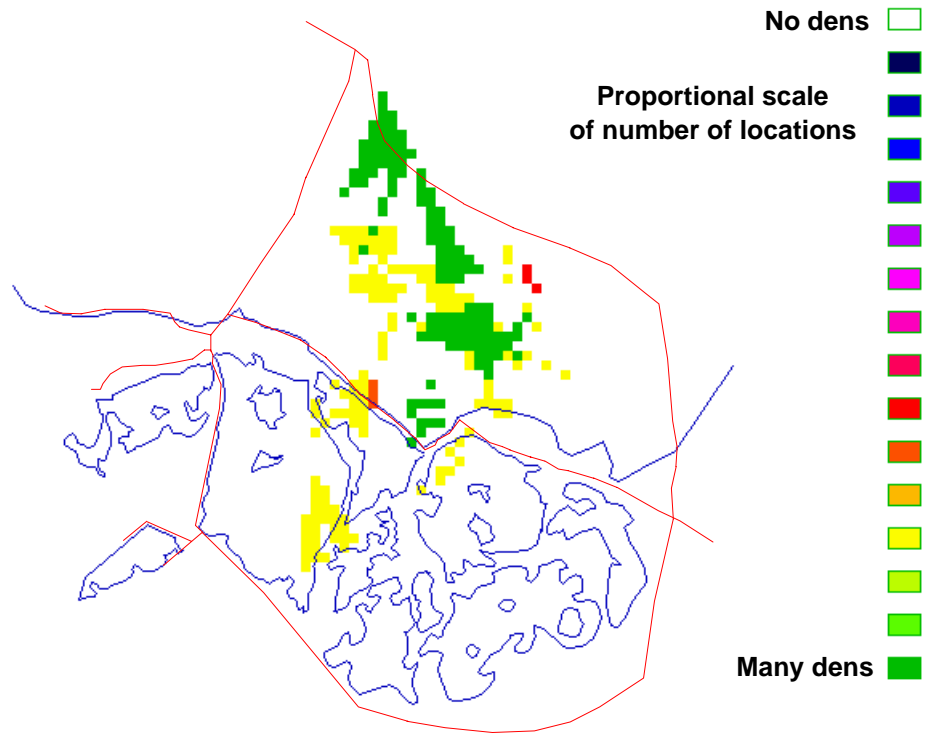 No dens
Proportional scale
of number of locations
Many dens